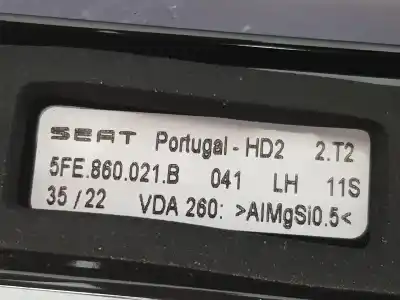 SEAT Portugal - HD2 2.T2
5FE.860.021.B 041 LH 11S
35 / 22 VDA 260: >AlMgSi0.5<